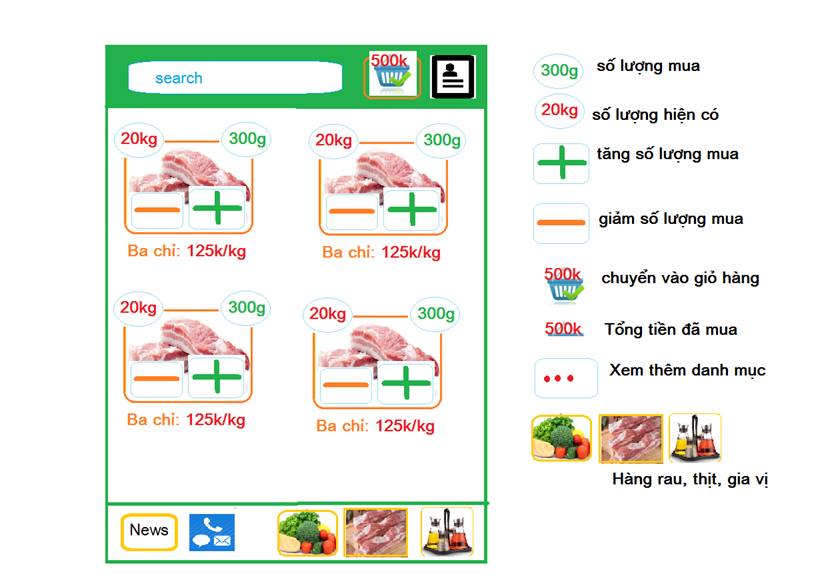 500k
search
20kg 300g
20kg 300g
Ba chỉ: 125k/kg
Ba chỉ: 125k/kg
20kg 300g
20kg 300g
Ba chỉ: 125k/kg
Ba chỉ: 125k/kg
News
300g số lượng mua
20kg số lượng hiện có
tăng số lượng mua
giảm số lượng mua
500k chuyển vào giỏ hàng
500k Tổng tiền đã mua
Xem thêm danh mục
Hàng rau, thịt, gia vị